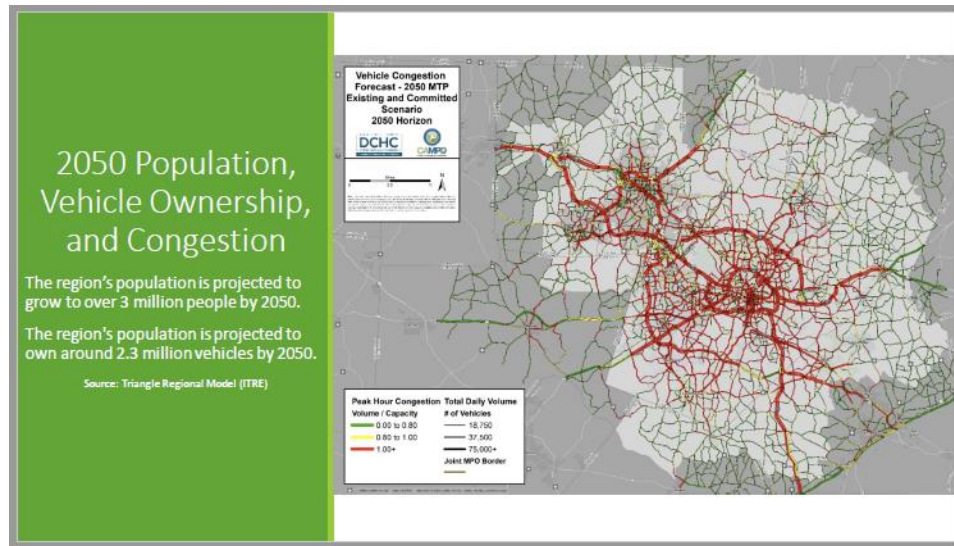 2050 Population,
Vehicle Ownership,
and Congestion
The region's population is projected to
grow to over 3 million people by 2050.
The region's population is projected to
own around 2.3 million vehicles by 2050.
Source: Triangle Regional Model (ITRE)
Vehicle Congestion
Forecast - 2050 MTP
Existing and Committed
Scenario
2050 Horizon
DCHC
CAMPO
N
Peak Hour Congestion
Volume / Capacity
0.00 to 0.80
0.80 to 1.00
1.00+
Total Daily Volume
# of Vehicles
18,750
37,500
75,000+
Joint MPO Border